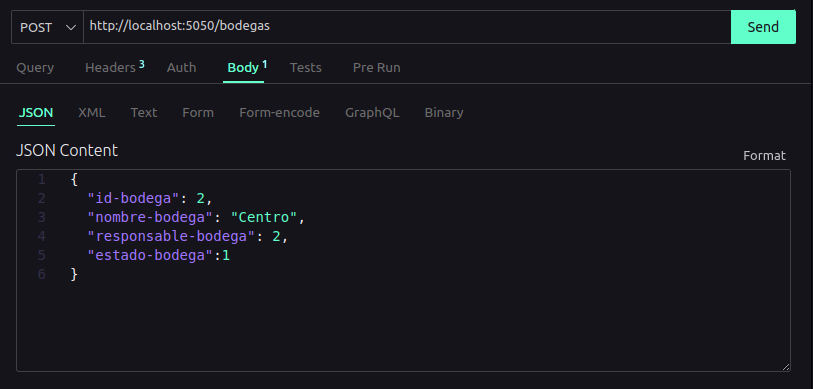 POST http://localhost:5050/bodegas Send
Query Headers 3 Auth Body 1 Tests Pre Run
JSON XML Text Form Form-encode GraphQL Binary
JSON Content
Format
1 {
2 "id-bodega": 2,
3 "nombre-bodega": "Centro",
4 "responsable-bodega": 2,
5 "estado-bodega":1
6 }